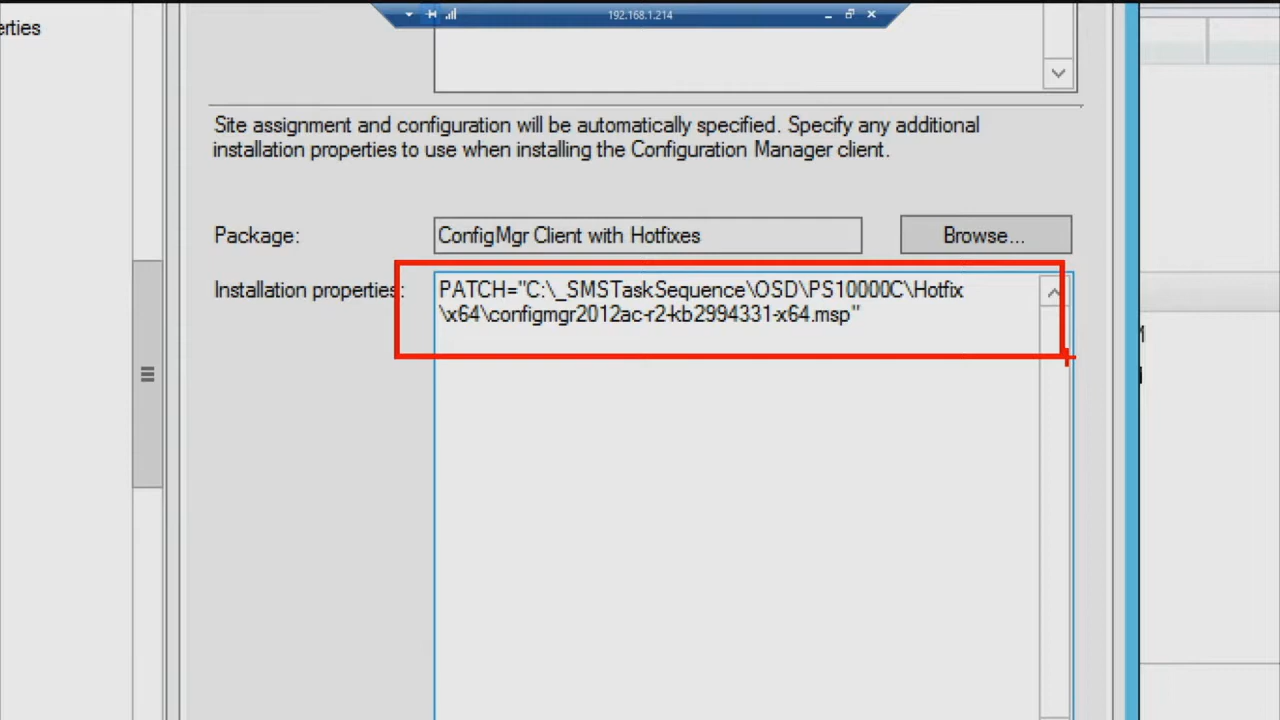 192.168.1.214
erties
Site assignment and configuration will be automatically specified. Specify any additional
installation properties to use when installing the Configuration Manager client.
Package:
ConfigMgr Client with Hotfixes
Browse...
Installation properties:
PATCH="C:\_SMSTaskSequence\OSD\PS10000C\Hotfix
\x64\configmgr2012ac-r2-kb2994331-x64.msp"